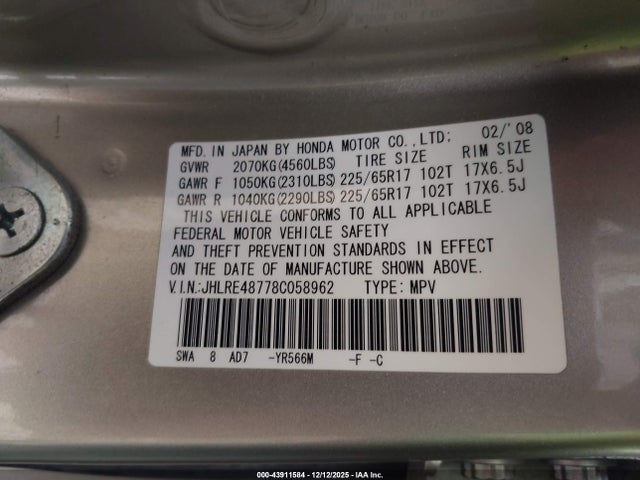 MFD. IN JAPAN BY HONDA MOTOR CO., LTD: 02/'08
GVWR 2070KG(4560LBS) TIRE SIZE RIM SIZE
GAWR F 1050KG(2310LBS) 225/65R17 102T 17X6.5J
GAWR R 1040KG(2290LBS) 225/65R17 102T 17X6.5J
THIS VEHICLE CONFORMS TO ALL APPLICABLE
FEDERAL MOTOR VEHICLE SAFETY
AND THEFT PREVENTION STANDARDS IN EFFECT
ON THE DATE OF MANUFACTURE SHOWN ABOVE.
V.I.N.:JHLRE48778C058962 TYPE: MPV
SWA 8 AD7 -YR566M -F -C
000-43911584 - 12/12/2025 - IAA Inc.